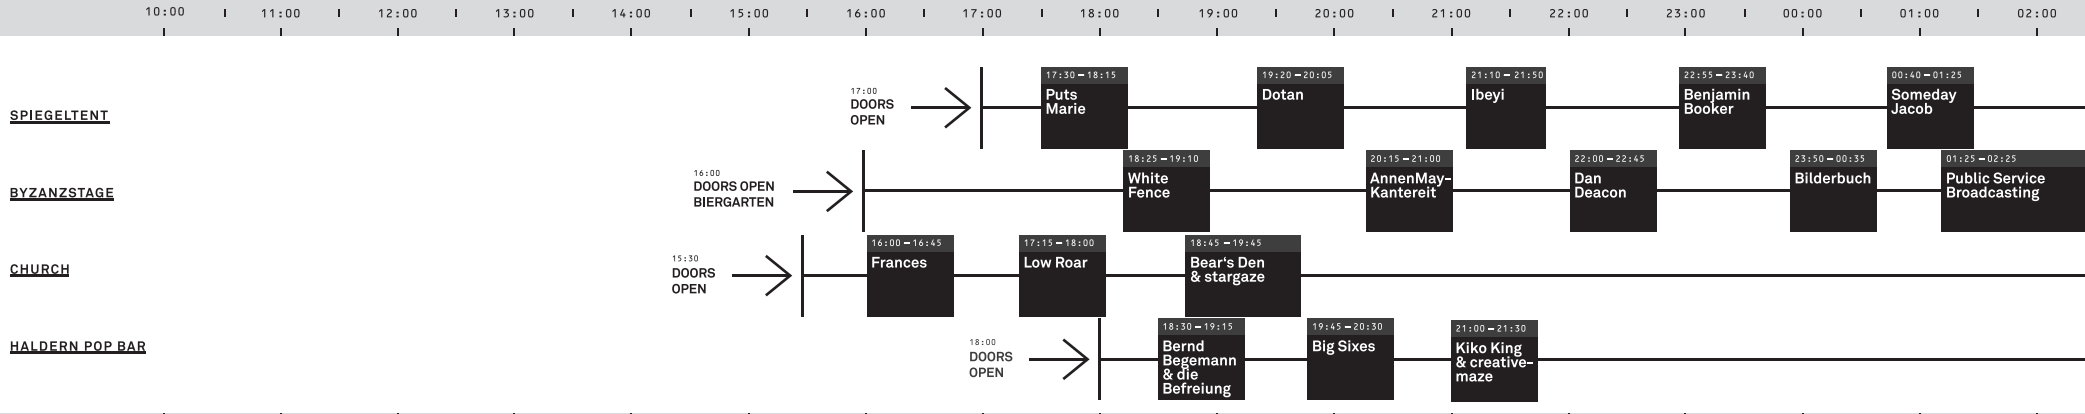 10:00 11:00 12:00 13:00 14:00 15:00 16:00 17:00 18:00 19:00 20:00 21:00 22:00 23:00 00:00 01:00 02:00
SPIEGELTENT
17:00
DOORS
OPEN
17:30 – 18:15
Puts
Marie
19:20 – 20:05
Dotan
21:10 – 21:50
Ibeyi
22:55 – 23:40
Benjamin
Booker
00:40 – 01:25
Someday
Jacob
BYZANZSTAGE
16:00
DOORS OPEN
BIERGARTEN
18:25 – 19:10
White
Fence
20:15 – 21:00
AnnenMay–
Kantereit
22:00 – 22:45
Dan
Deacon
23:50 – 00:35
Bilderbuch
01:25 – 02:25
Public Service
Broadcasting
CHURCH
15:30
DOORS
OPEN
16:00 – 16:45
Frances
17:15 – 18:00
Low Roar
18:45 – 19:45
Bear‘s Den
& stargaze
HALDERN POP BAR
18:00
DOORS
OPEN
18:30 – 19:15
Bernd
Begemann
& die
Befreiung
19:45 – 20:30
Big Sixes
21:00 – 21:30
Kiko King
& creative–
maze